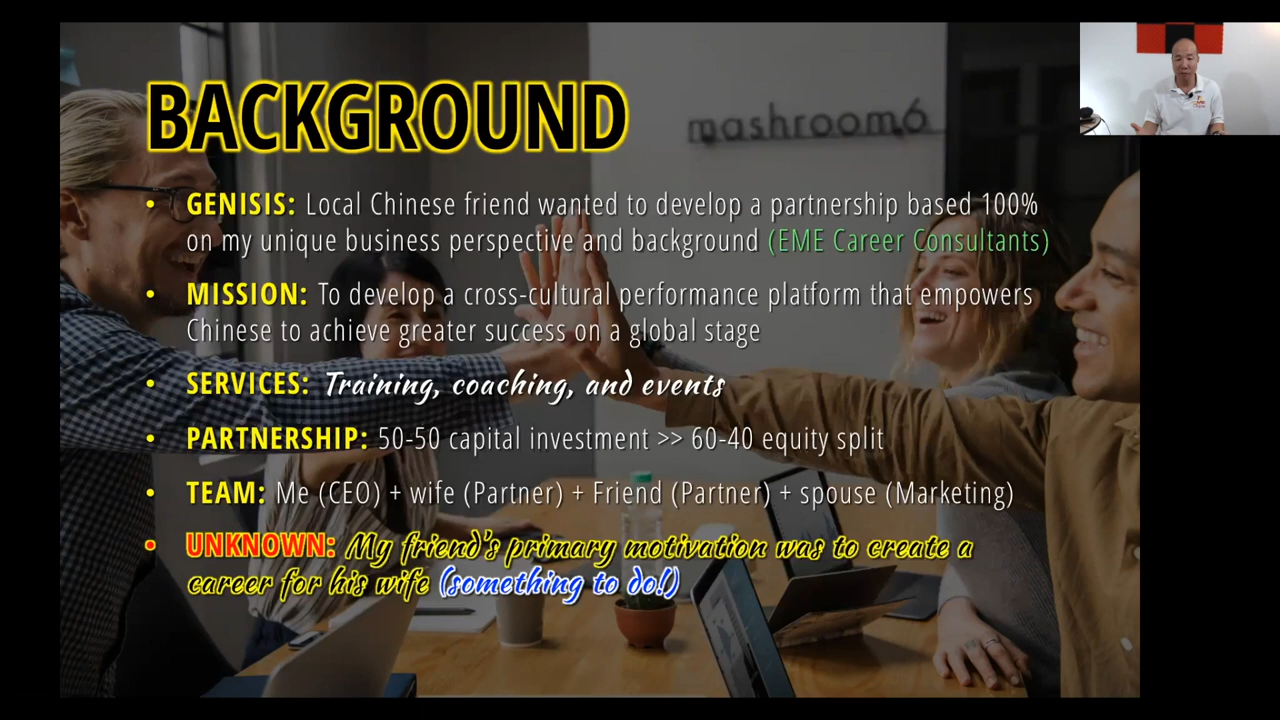 mashroom6
BACKGROUND
• GENISIS: Local Chinese friend wanted to develop a partnership based 100%
on my unique business perspective and background (EME Career Consultants)
• MISSION: To develop a cross-cultural performance platform that empowers
Chinese to achieve greater success on a global stage
• SERVICES: Training, coaching, and events
• PARTNERSHIP: 50-50 capital investment >> 60-40 equity split
• TEAM: Me (CEO) + wife (Partner) + Friend (Partner) + spouse (Marketing)
• UNKNOWN: My friend's primary motivation was to create a
career for his wife (something to do!)